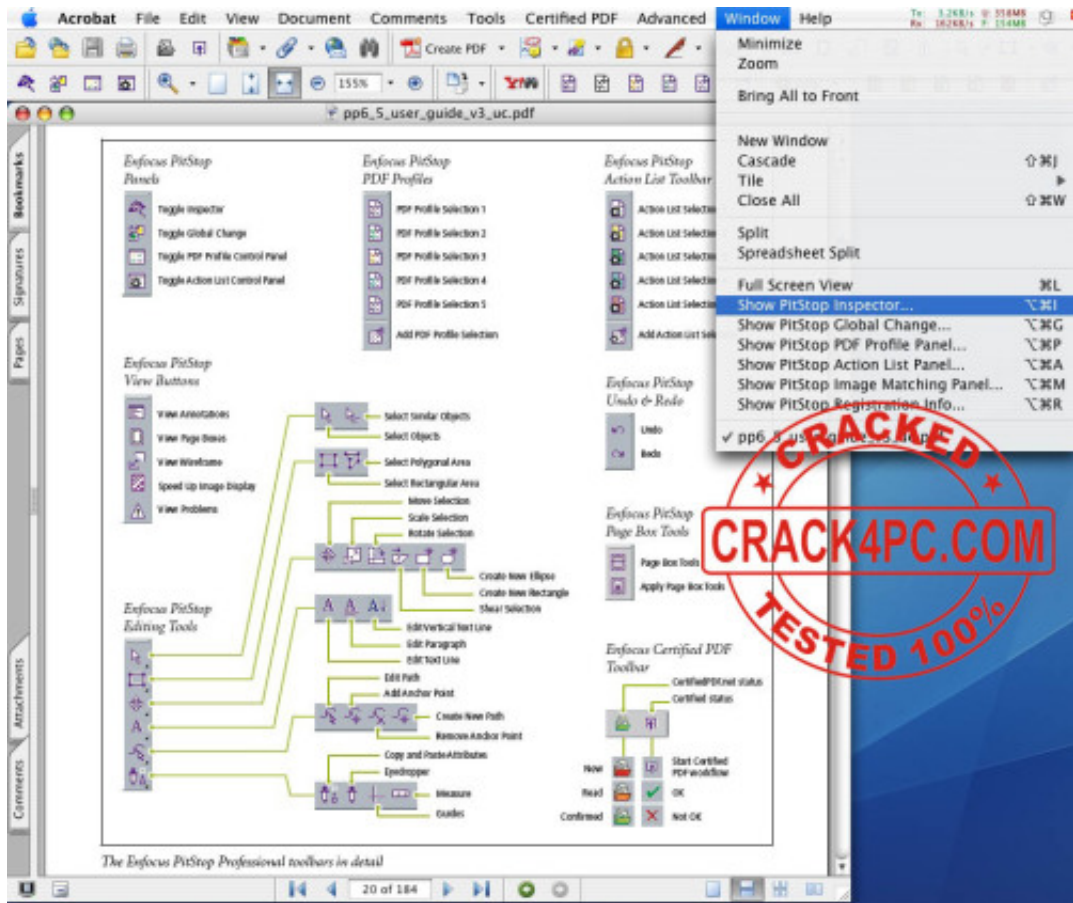 Acrobat File Edit View Document Comments Tools Certified PDF Advanced Window Help
Create PDF
155%
pp6_5_user_guide_v3_uc.pdf
Minimize
Zoom
Bring All to Front
New Window
Cascade ⇧⌘J
Tile
Close All ⇧⌘W
Split
Spreadsheet Split
Full Screen View ⌘L
Show PitStop Inspector... ⌥⌘I
Show PitStop Global Change... ⌥⌘G
Show PitStop PDF Profile Panel... ⌥⌘P
Show PitStop Action List Panel... ⌥⌘A
Show PitStop Image Matching Panel... ⌥⌘M
Show PitStop Registration Info... ⌥⌘R
Bookmarks
Signatures
Pages
Attachments
Comments
Enfocus PitStop
Panels
Toggle Inspector
Toggle Global Change
Toggle PDF Profile Control Panel
Toggle Action List Control Panel
Enfocus PitStop
PDF Profiles
PDF Profile Selection 1
PDF Profile Selection 2
PDF Profile Selection 3
PDF Profile Selection 4
PDF Profile Selection 5
Add PDF Profile Selection
Enfocus PitStop
Action List Toolbar
Action List
Action List
Action List
Action List
Action List
Add Action List
Enfocus PitStop
View Buttons
View Annotations
View Page Boxes
View Wireframe
Speed Up Image Display
View Problems
Enfocus PitStop
Editing Tools
Select Similar Objects
Select Objects
Select Polygonal Area
Select Rectangular Area
Move Selection
Scale Selection
Rotate Selection
Create New Ellipse
Create New Rectangle
Shear Selection
Edit Vertical Text Line
Edit Paragraph
Edit Text Line
Edit Path
Add Anchor Point
Create New Path
Remove Anchor Point
Copy and Paste Attributes
Eyedropper
Measure
Guides
Enfocus PitStop
Undo & Redo
Undo
Redo
Enfocus PitStop
Page Box Tools
Page Box Tools
Apply Page Box Tools
Enfocus Certified PDF
Toolbar
CertifiedPDF.net status
Certified status
New
Start Certified
PDF workflow
Read
OK
Confirmed
Not OK
CRACKED
CRACK4PC.COM
TESTED 100%
The Enfocus PitStop Professional toolbars in detail
20 of 184